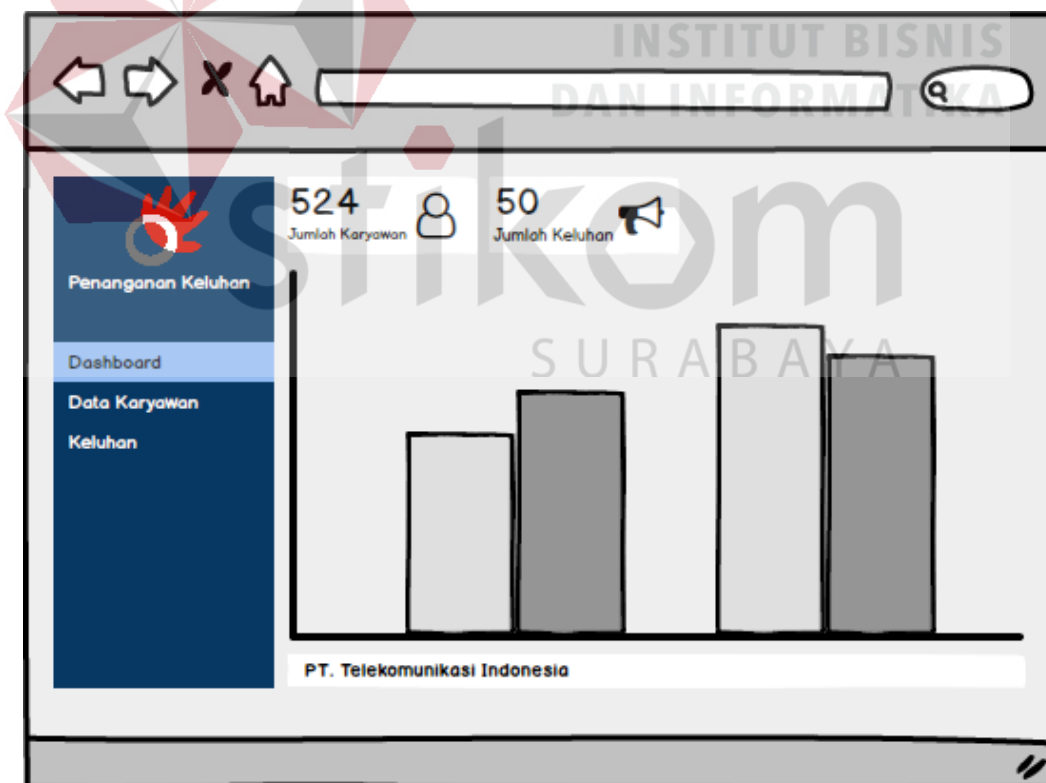 INSTITUT BISNIS
DAN INFORMATIKA
stikom
SURABAYA
524
Jumlah Karyawan
50
Jumlah Keluhan
Penanganan Keluhan
Dashboard
Data Karyawan
Keluhan
PT. Telekomunikasi Indonesia